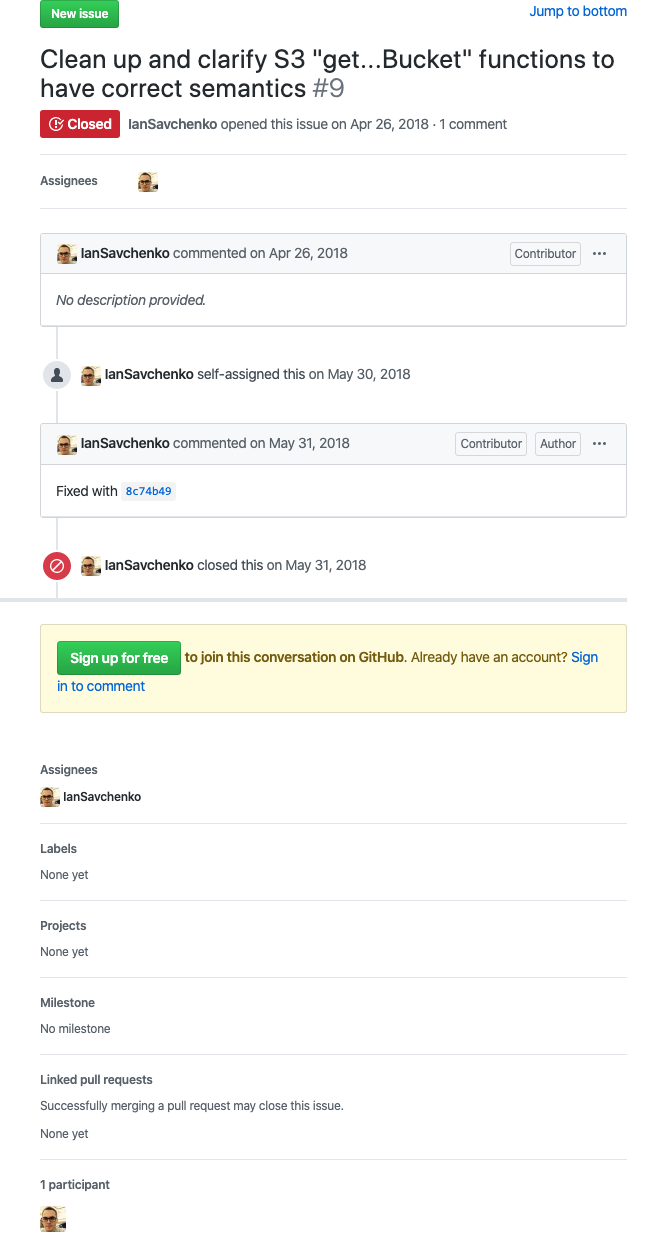 New issue
Jump to bottom
Clean up and clarify S3 "get...Bucket" functions to
have correct semantics #9
Closed IanSavchenko opened this issue on Apr 26, 2018 · 1 comment
Assignees
IanSavchenko commented on Apr 26, 2018 Contributor ···
No description provided.
IanSavchenko self-assigned this on May 30, 2018
IanSavchenko commented on May 31, 2018 Contributor Author ···
Fixed with 8c74b49
IanSavchenko closed this on May 31, 2018
Sign up for free to join this conversation on GitHub. Already have an account? Sign
in to comment
Assignees
IanSavchenko
Labels
None yet
Projects
None yet
Milestone
No milestone
Linked pull requests
Successfully merging a pull request may close this issue.
None yet
1 participant